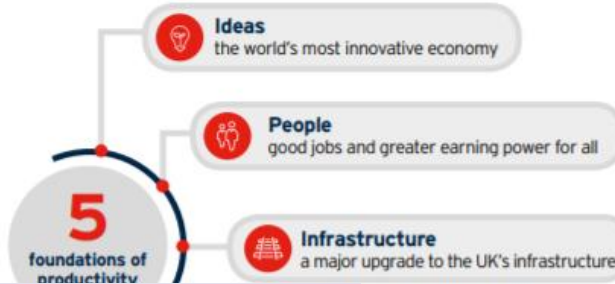 Ideas
the world's most innovative economy
People
good jobs and greater earning power for all
5
foundations of
productivity
Infrastructure
a major upgrade to the UK's infrastructure